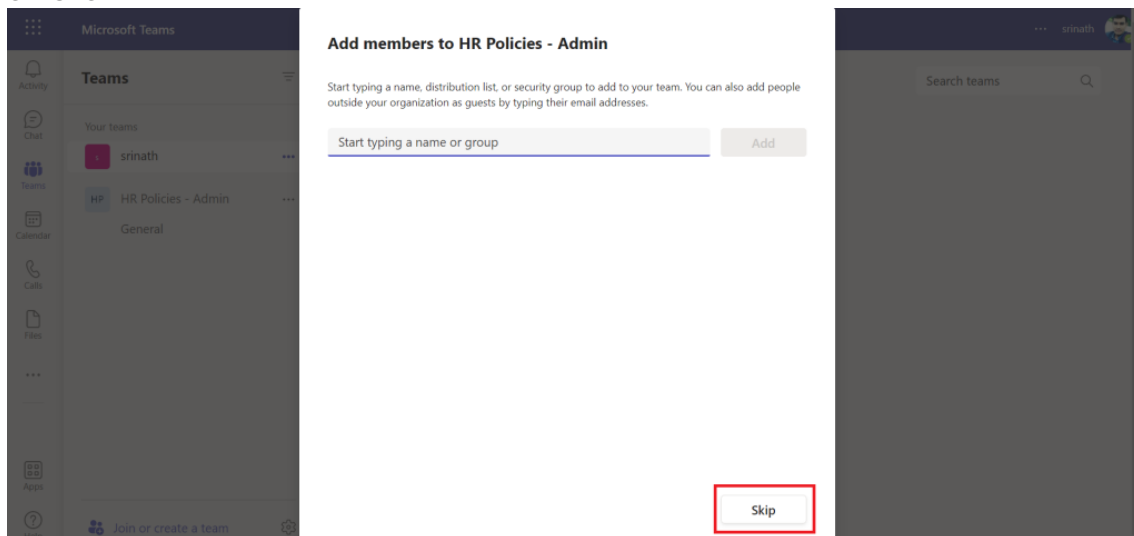 Microsoft Teams
srinath
Activity
Chat
Teams
Calendar
Calls
Files
Apps
Teams
Your teams
srinath
HP HR Policies - Admin
General
Join or create a team
Add members to HR Policies - Admin
Start typing a name, distribution list, or security group to add to your team. You can also add people
outside your organization as guests by typing their email addresses.
Start typing a name or group
Add
Skip
Search teams